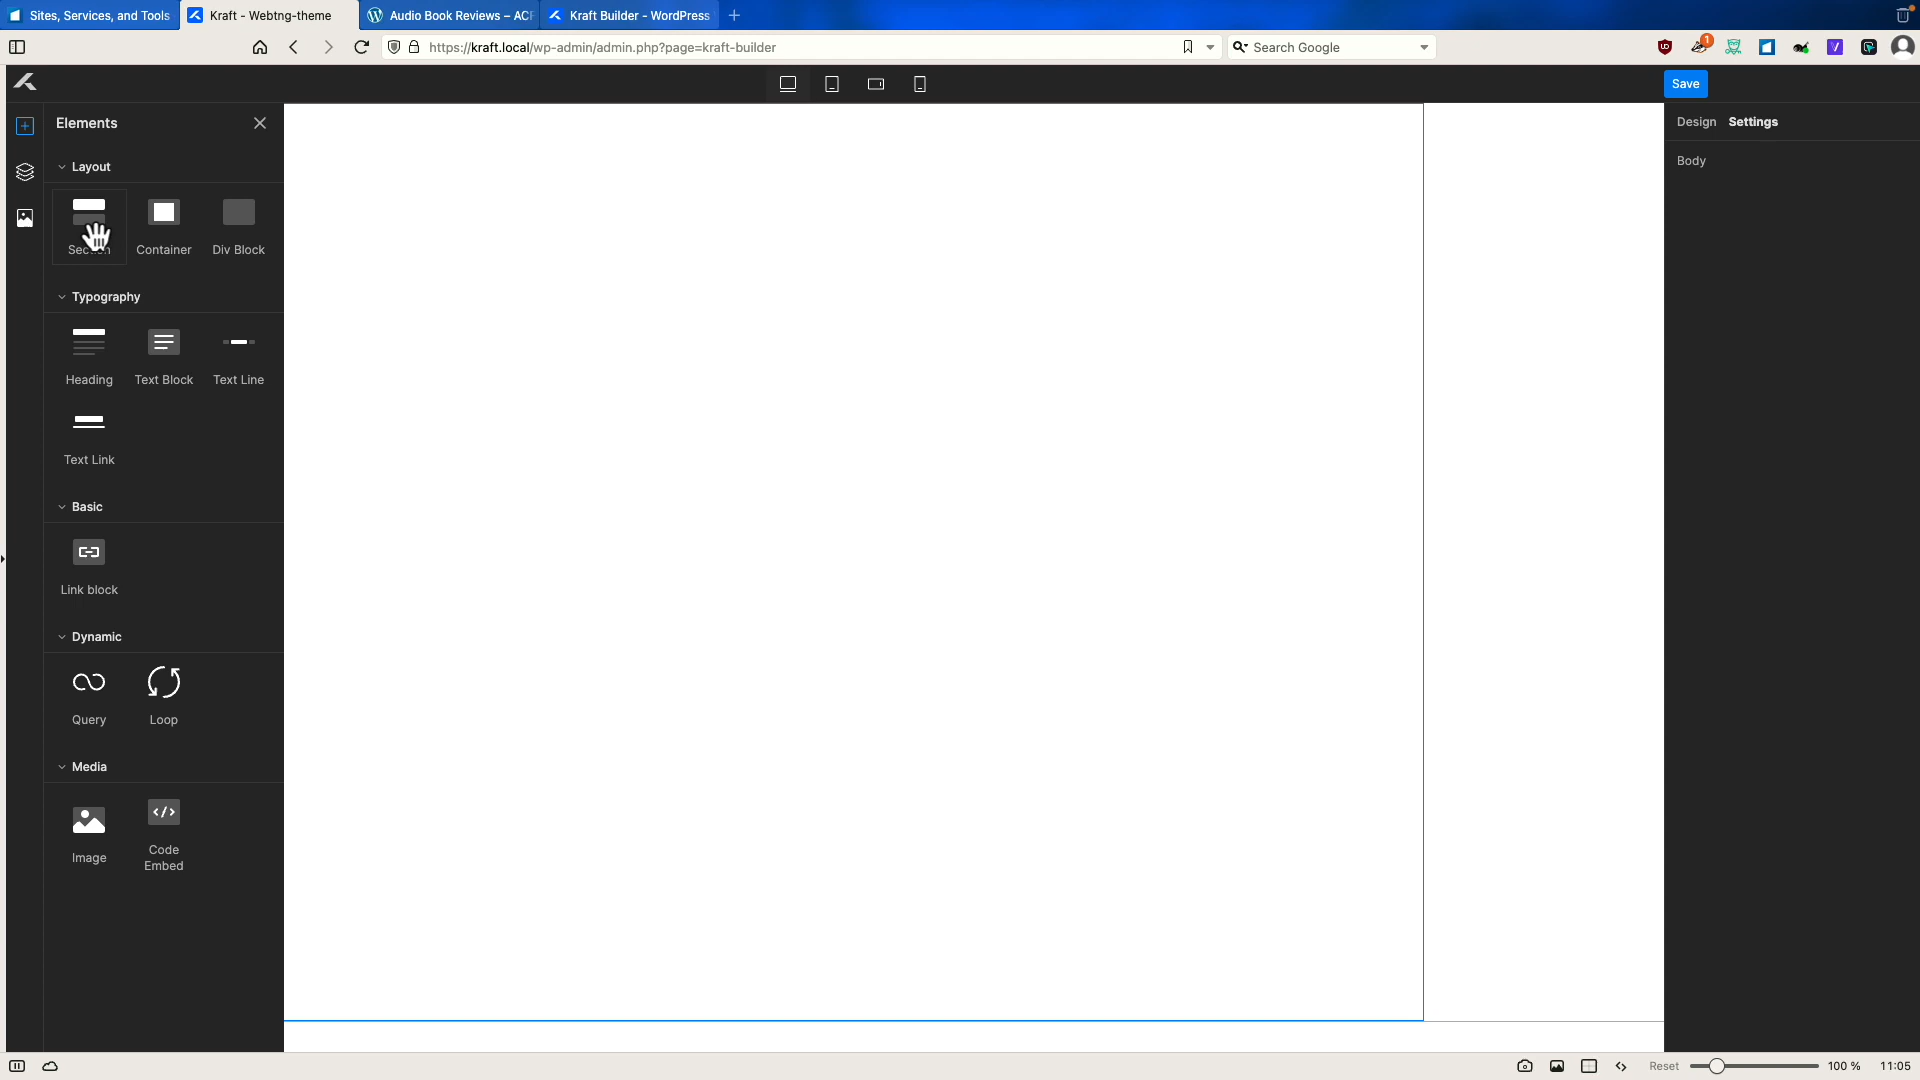 Sites, Services, and Tools
Kraft - Webtng-theme
Audio Book Reviews – ACF
Kraft Builder - WordPress
https://kraft.local/wp-admin/admin.php?page=kraft-builder
Search Google
1
Save
Elements
Design Settings
Layout
Body
Section Container Div Block
Typography
Heading Text Block Text Line
Text Link
Basic
Link block
Dynamic
Query Loop
Media
Image Code
Embed
Reset 100 % 11:05